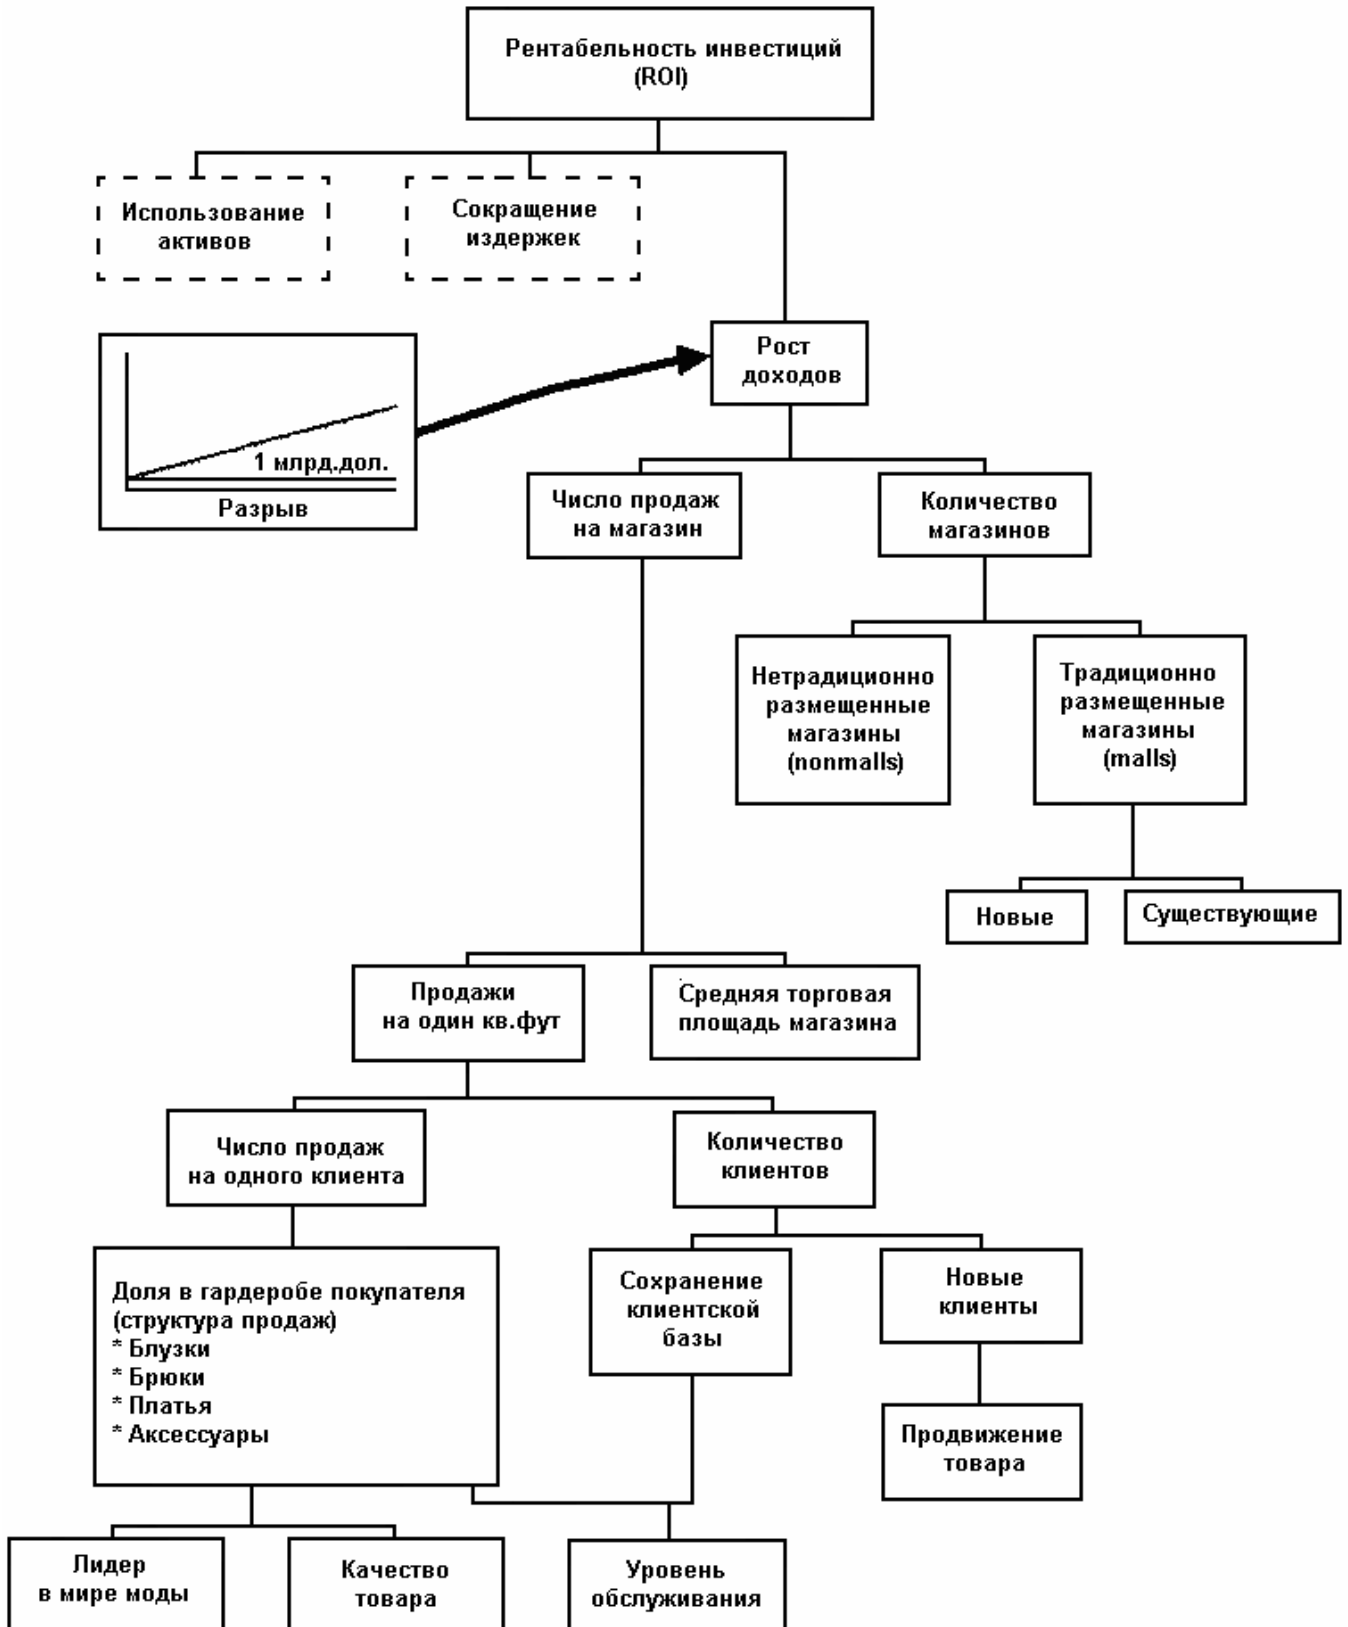 Рентабельность инвестиций
(ROI)
Использование
активов
Сокращение
издержек
Рост
доходов
1 млрд.дол.
Разрыв
Число продаж
на магазин
Количество
магазинов
Нетрадиционно
размещенные
магазины
(nonmalls)
Традиционно
размещенные
магазины
(malls)
Новые
Существующие
Продажи
на один кв.фут
Средняя торговая
площадь магазина
Число продаж
на одного клиента
Количество
клиентов
Доля в гардеробе покупателя
(структура продаж)
* Блузки
* Брюки
* Платья
* Аксессуары
Сохранение
клиентской
базы
Новые
клиенты
Продвижение
товара
Лидер
в мире моды
Качество
товара
Уровень
обслуживания